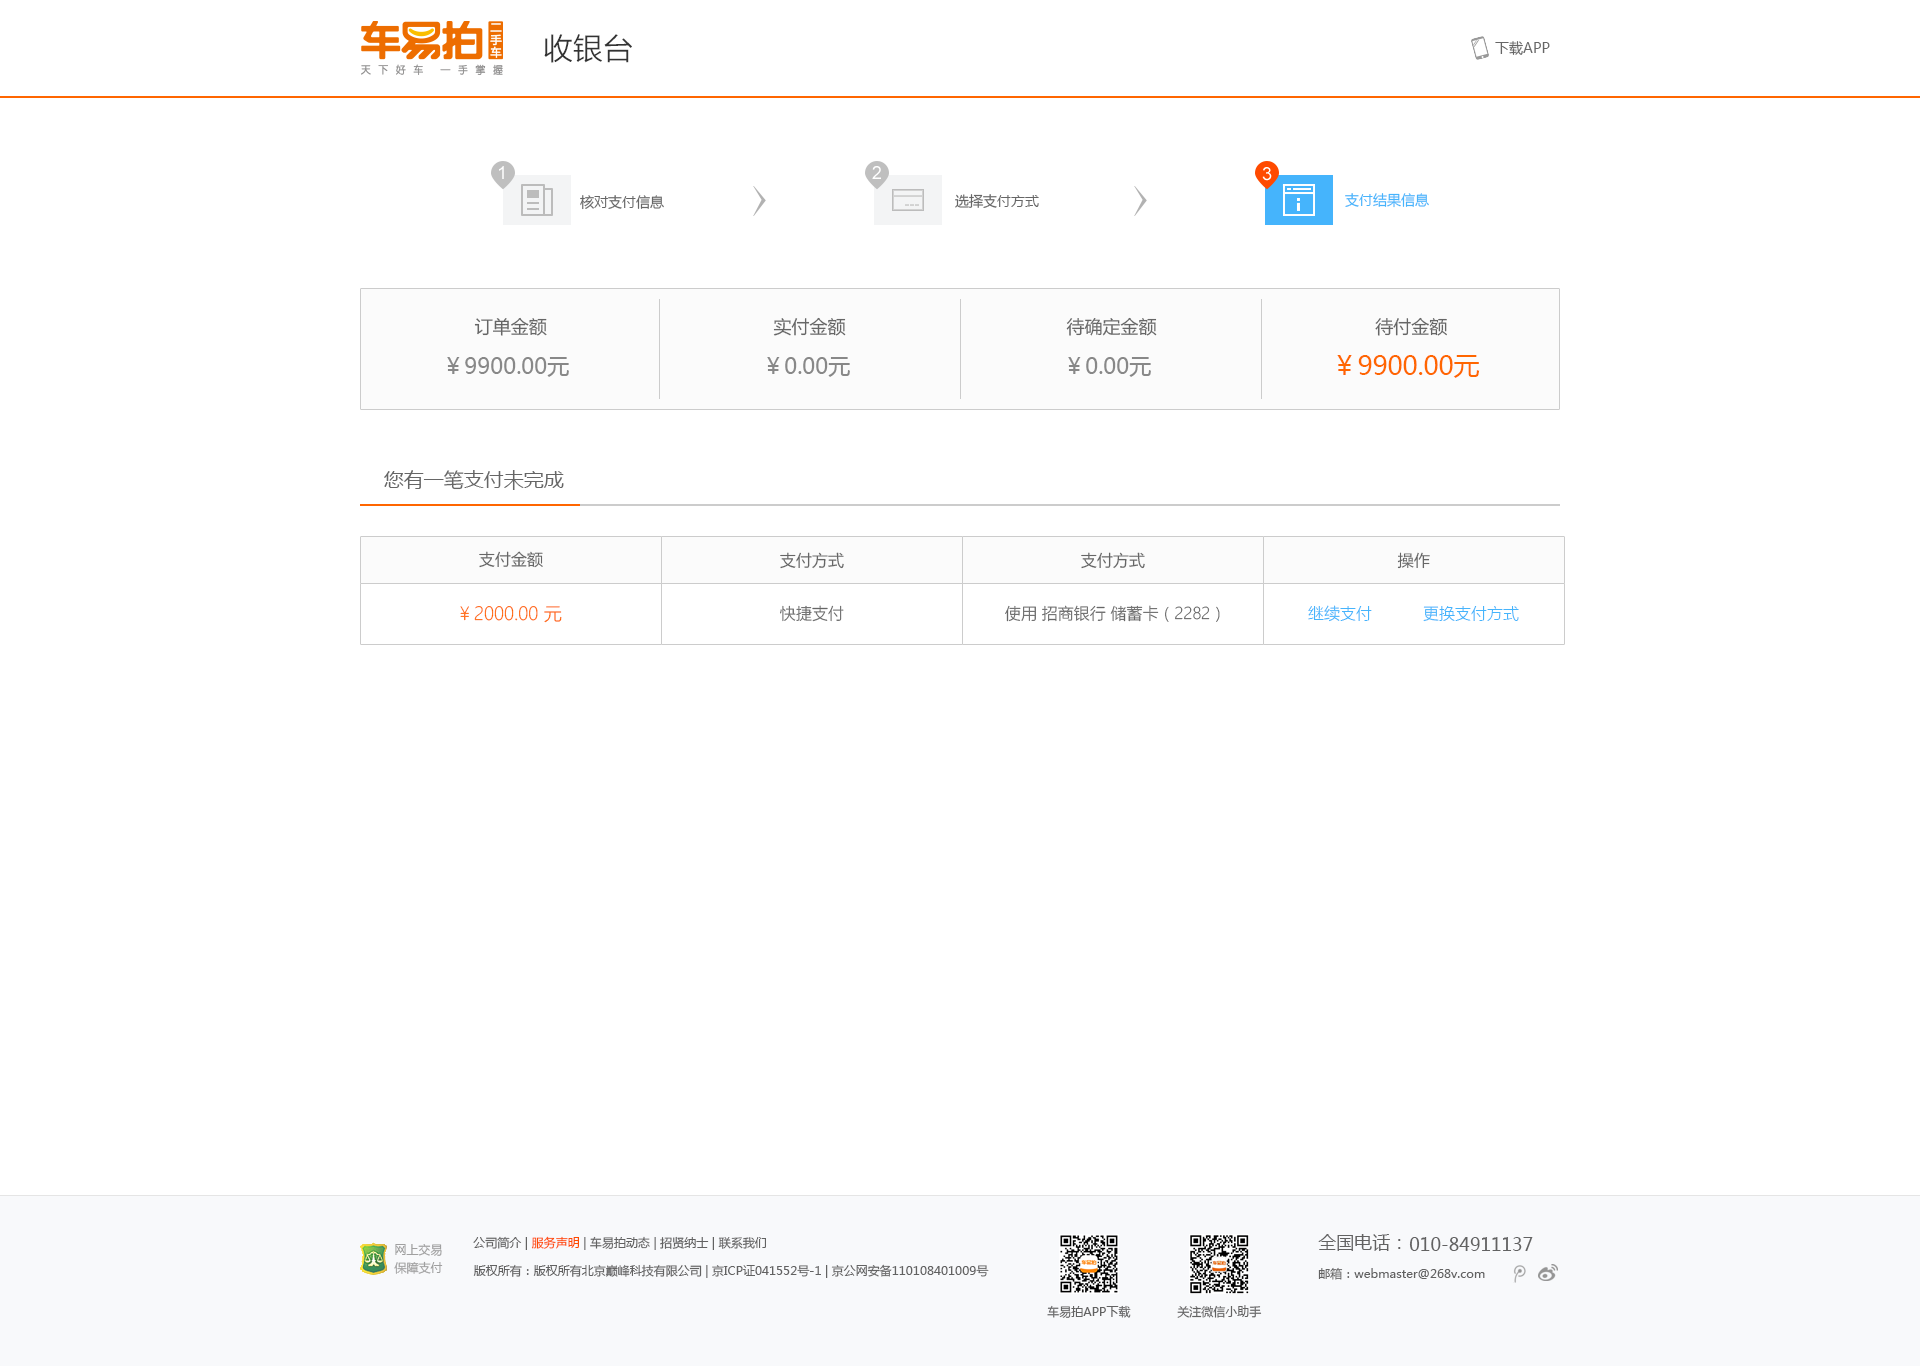 车易拍 二手车
天下好车 一手掌握
收银台
下载APP
1 核对支付信息
2 选择支付方式
3 支付结果信息
订单金额 实付金额 待确定金额 待付金额
¥ 9900.00元 ¥ 0.00元 ¥ 0.00元 ¥ 9900.00元
您有一笔支付未完成
支付金额 支付方式 支付方式 操作
¥ 2000.00 元 快捷支付 使用 招商银行 储蓄卡（2282） 继续支付 更换支付方式
网上交易
保障支付
公司简介 | 服务声明 | 车易拍动态 | 招贤纳士 | 联系我们
版权所有：版权所有北京巅峰科技有限公司 | 京ICP证041552号-1 | 京公网安备110108401009号
车易拍APP下载
关注微信小助手
全国电话：010-84911137
邮箱：webmaster@268v.com